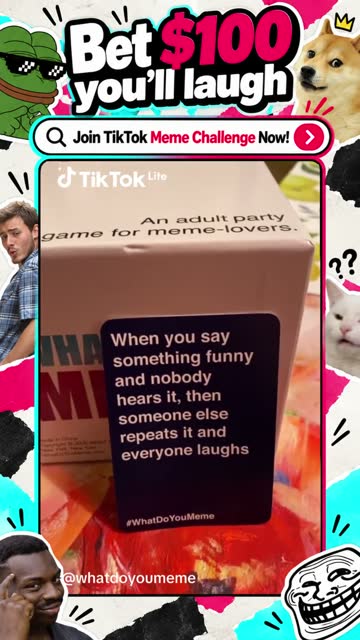 Bet $100
you'll laugh
Join TikTok Meme Challenge Now!
TikTok Lite
An adult party
game for meme-lovers.
When you say
something funny
and nobody
hears it, then
someone else
repeats it and
everyone laughs
#WhatDoYouMeme
@whatdoyoumeme
??